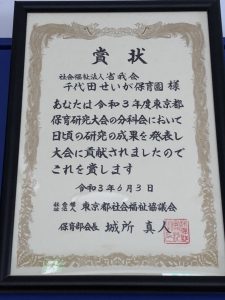 賞状
社会福祉法人 省我会
千代田せいが保育園 様
あなたは令和3年度東京都
保育研究大会の分科会において
日頃の研究の成果を発表し
大会に貢献されましたので
これを賞します
令和3年6月3日
社会福祉法人 東京都社会福祉協議会
保育部会長 城所 真人